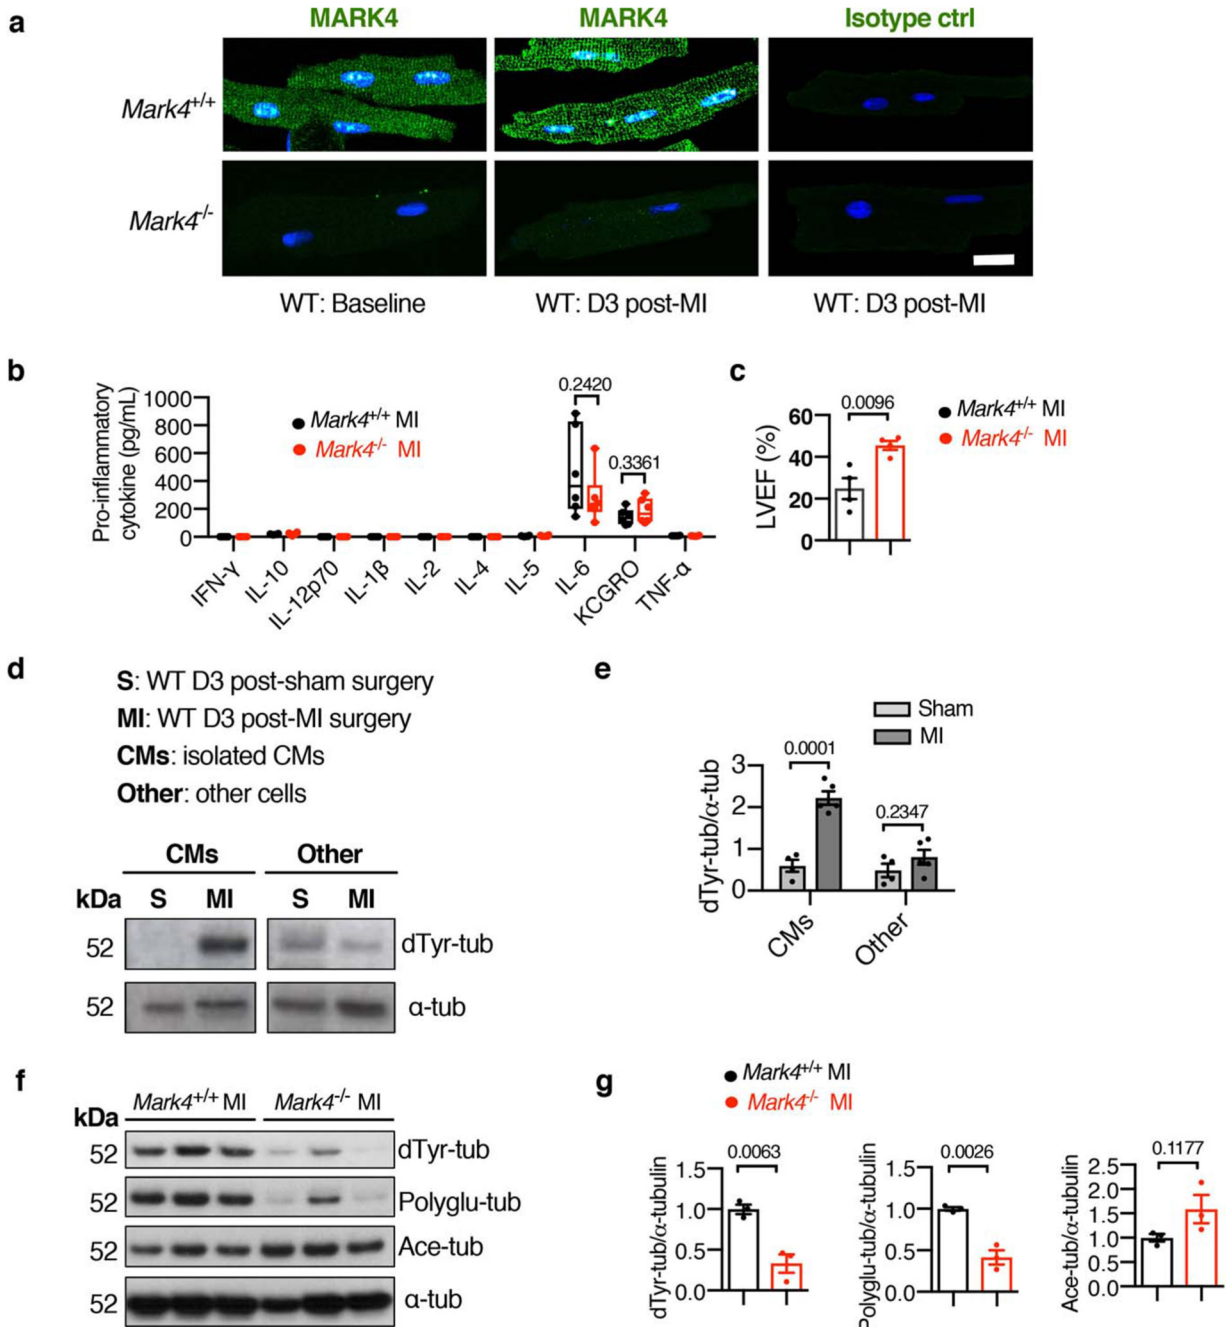 a
MARK4 MARK4 Isotype ctrl
Mark4+/+
Mark4-/-
WT: Baseline WT: D3 post-MI WT: D3 post-MI
b
Pro-inflammatory
cytokine (pg/mL)
1000
800
600
400
200
0
Mark4+/+ MI
Mark4-/- MI
0.2420
0.3361
IFN-γ IL-10 IL-12p70 IL-1β IL-2 IL-4 IL-5 IL-6 KCGRO TNF-α
c
LVEF (%)
60
40
20
0
0.0096
Mark4+/+ MI
Mark4-/- MI
d
S: WT D3 post-sham surgery
MI: WT D3 post-MI surgery
CMs: isolated CMs
Other: other cells
CMs Other
kDa S MI S MI
52 dTyr-tub
52 α-tub
e
Sham
MI
dTyr-tub/α-tub
3
2
1
0
0.0001
0.2347
CMs Other
f
Mark4+/+ MI Mark4-/- MI
kDa
52 dTyr-tub
52 Polyglu-tub
52 Ace-tub
52 α-tub
g
Mark4+/+ MI
Mark4-/- MI
dTyr-tub/α-tubulin
1.5
1.0
0.5
0.0
0.0063
Polyglu-tub/α-tubulin
1.5
1.0
0.5
0.0
0.0026
Ace-tub/α-tubulin
2.5
2.0
1.5
1.0
0.5
0.0
0.1177